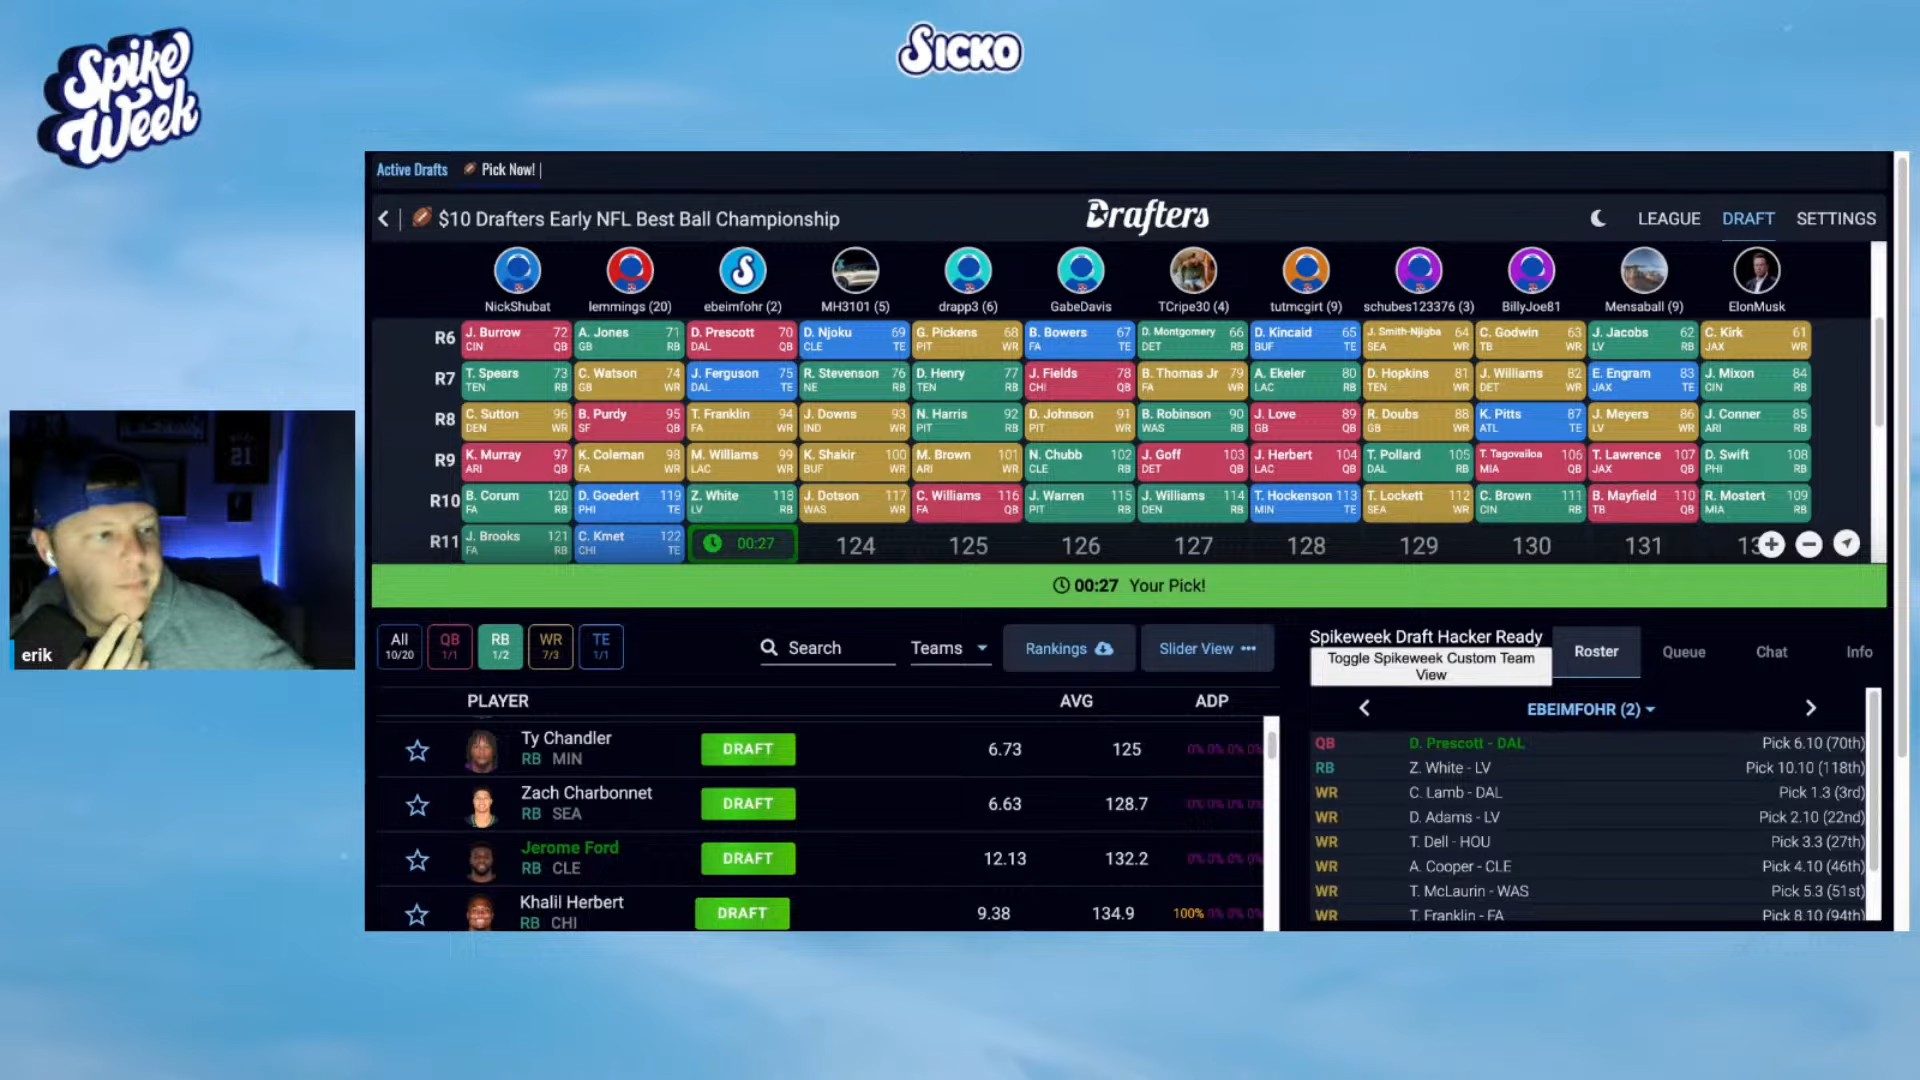 Spike
Week
SICKO
Active Drafts 🏈 Pick Now! |
🏈 $10 Drafters Early NFL Best Ball Championship
Drafters
LEAGUE DRAFT SETTINGS
NickShubat lemmings (20) ebeimfohr (2) MH3101 (5) drapp3 (6) GabeDavis TCripe30 (4) tutmcgirt (9) schubes123376 (3) BillyJoe81 Mensaball (9) ElonMusk
R6 J. Burrow 72 A. Jones 71 D. Prescott 70 D. Njoku 69 G. Pickens 68 B. Bowers 67 D. Montgomery 66 D. Kincaid 65 J. Smith-Njigba 64 C. Godwin 63 J. Jacobs 62 C. Kirk 61
CIN QB GB RB DAL QB CLE TE PIT WR FA TE DET RB BUF TE SEA WR TB WR LV RB JAX WR
R7 T. Spears 73 C. Watson 74 J. Ferguson 75 R. Stevenson 76 D. Henry 77 J. Fields 78 B. Thomas Jr 79 A. Ekeler 80 D. Hopkins 81 J. Williams 82 E. Engram 83 J. Mixon 84
TEN RB GB WR DAL TE NE RB TEN RB CHI QB FA WR LAC RB TEN WR DET WR JAX TE CIN RB
R8 C. Sutton 96 B. Purdy 95 T. Franklin 94 J. Downs 93 N. Harris 92 D. Johnson 91 B. Robinson 90 J. Love 89 R. Doubs 88 K. Pitts 87 J. Meyers 86 J. Conner 85
DEN WR SF QB FA WR IND WR PIT RB PIT WR WAS RB GB QB GB WR ATL TE LV WR ARI RB
R9 K. Murray 97 K. Coleman 98 M. Williams 99 K. Shakir 100 M. Brown 101 N. Chubb 102 J. Goff 103 J. Herbert 104 T. Pollard 105 T. Tagovailoa 106 T. Lawrence 107 D. Swift 108
ARI QB FA WR LAC WR BUF WR ARI WR CLE RB DET QB LAC QB DAL RB MIA QB JAX QB PHI RB
R10 B. Corum 120 D. Goedert 119 Z. White 118 J. Dotson 117 C. Williams 116 J. Warren 115 J. Williams 114 T. Hockenson 113 T. Lockett 112 C. Brown 111 B. Mayfield 110 R. Mostert 109
FA RB PHI TE LV RB WAS WR FA QB PIT RB DEN RB MIN TE SEA WR CIN RB TB QB MIA RB
R11 J. Brooks 121 C. Kmet 122 00:27 124 125 126 127 128 129 130 131
FA RB CHI TE
00:27 Your Pick!
All QB RB WR TE
10/20 1/1 1/2 7/3 1/1
Search Teams Rankings Slider View •••
PLAYER AVG ADP
Ty Chandler DRAFT 6.73 125 0% 0% 0% 0%
RB MIN
Zach Charbonnet DRAFT 6.63 128.7 0% 0% 0% 0%
RB SEA
Jerome Ford DRAFT 12.13 132.2 0% 0% 0% 0%
RB CLE
Khalil Herbert DRAFT 9.38 134.9 100% 0% 0% 0%
RB CHI
Spikeweek Draft Hacker Ready
Toggle Spikeweek Custom Team
View
Roster Queue Chat Info
EBEIMFOHR (2)
QB D. Prescott - DAL Pick 6.10 (70th)
RB Z. White - LV Pick 10.10 (118th)
WR C. Lamb - DAL Pick 1.3 (3rd)
WR D. Adams - LV Pick 2.10 (22nd)
WR T. Dell - HOU Pick 3.3 (27th)
WR A. Cooper - CLE Pick 4.10 (46th)
WR T. McLaurin - WAS Pick 5.3 (51st)
WR T. Franklin - FA Pick 8.10 (94th)
erik